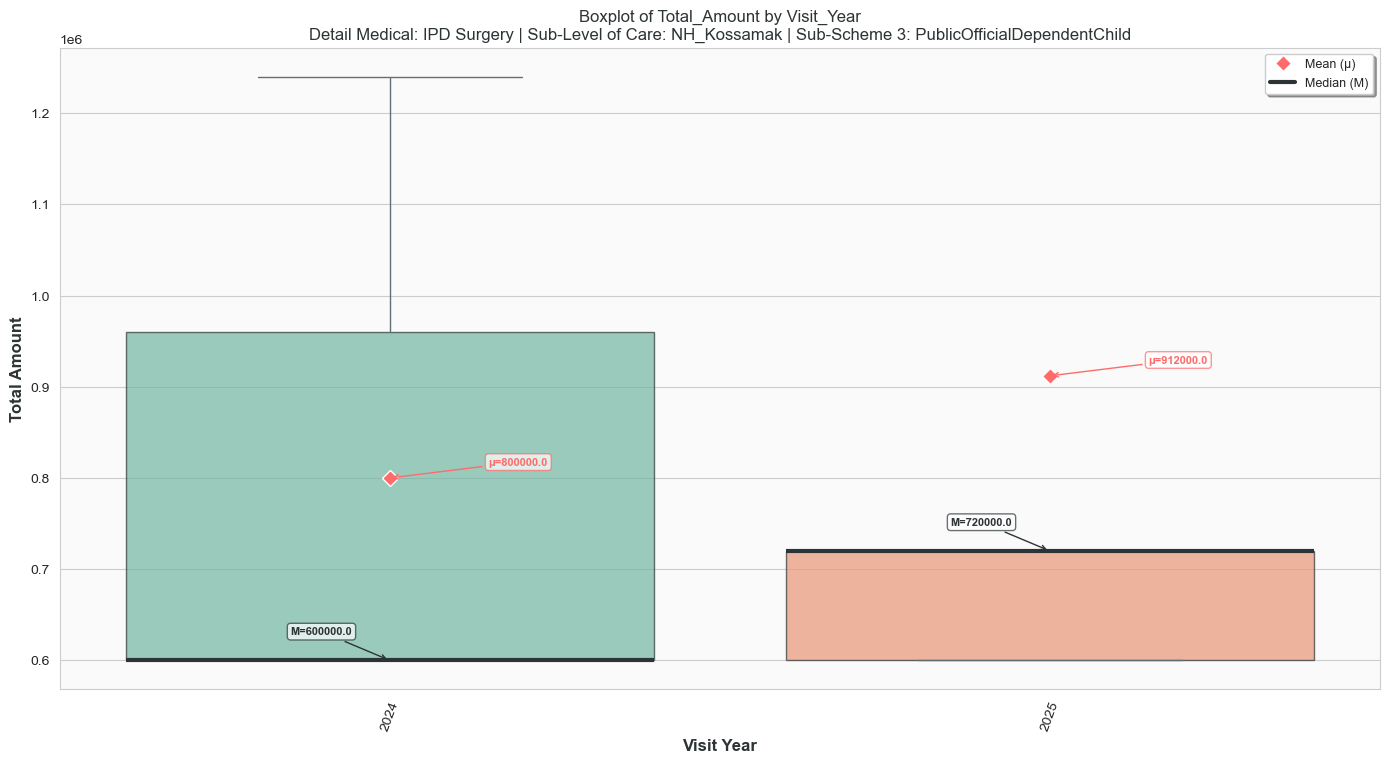 Boxplot of Total_Amount by Visit_Year
Detail Medical: IPD Surgery | Sub-Level of Care: NH_Kossamak | Sub-Scheme 3: PublicOfficialDependentChild
1e6
Mean (μ)
Median (M)
1.2
1.1
1.0
0.9
0.8
0.7
0.6
Total Amount
μ=912000.0
μ=800000.0
M=720000.0
M=600000.0
2024
2025
Visit Year